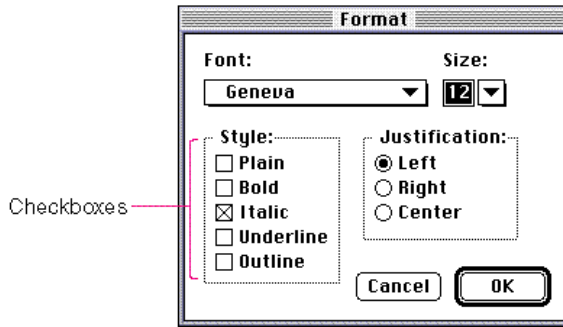 Format
Font:
Size:
Geneva
12
Style:
Plain
Bold
Italic
Underline
Outline
Justification:
Left
Right
Center
Checkboxes
Cancel
OK